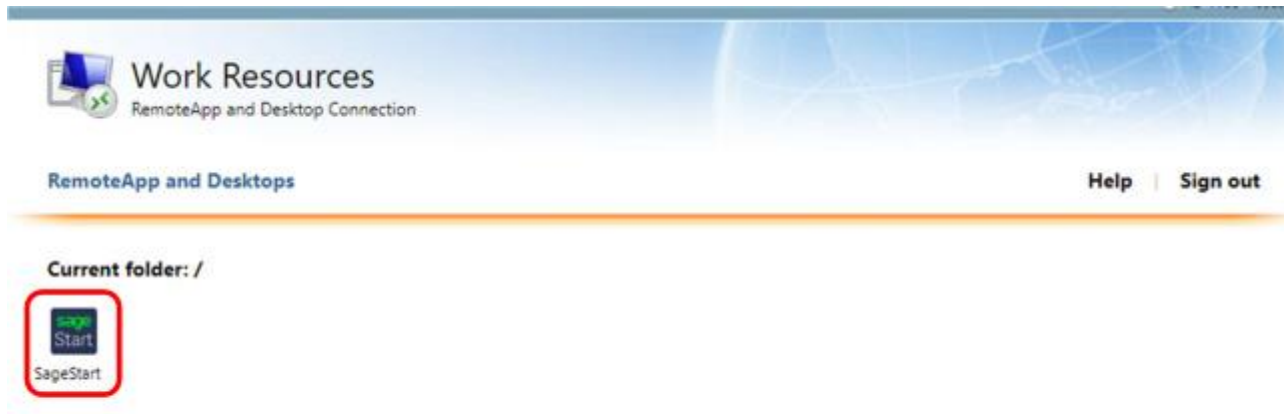 Work Resources
RemoteApp and Desktop Connection
RemoteApp and Desktops
Help | Sign out
Current folder: /
sage
Start
SageStart